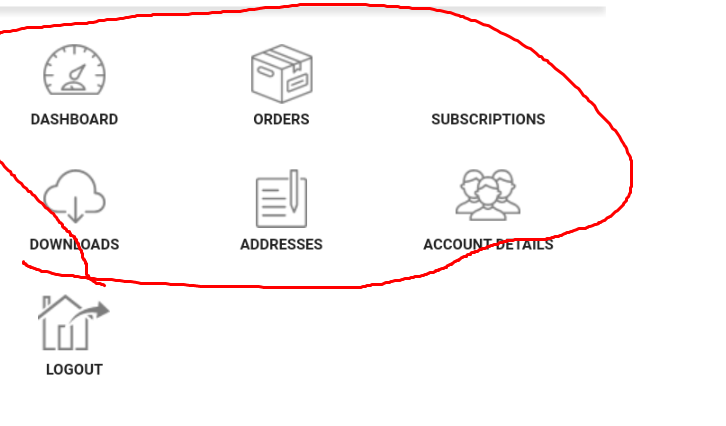 DASHBOARD ORDERS SUBSCRIPTIONS
DOWNLOADS ADDRESSES ACCOUNT DETAILS
LOGOUT